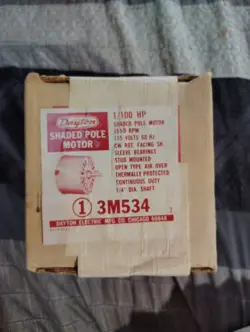 Dayton
SHADED POLE
MOTOR
1/100 HP
SHADED POLE MOTOR
1550 RPM
115 VOLTS 60 HZ
CW ROT. FACING SH.
SLEEVE BEARINGS
STUD MOUNTED
OPEN TYPE AIR OVER
THERMALLY PROTECTED
CONTINUOUS DUTY
1/4" DIA. SHAFT
1 3M534
2
DAYTON ELECTRIC MFG. CO. CHICAGO 60648